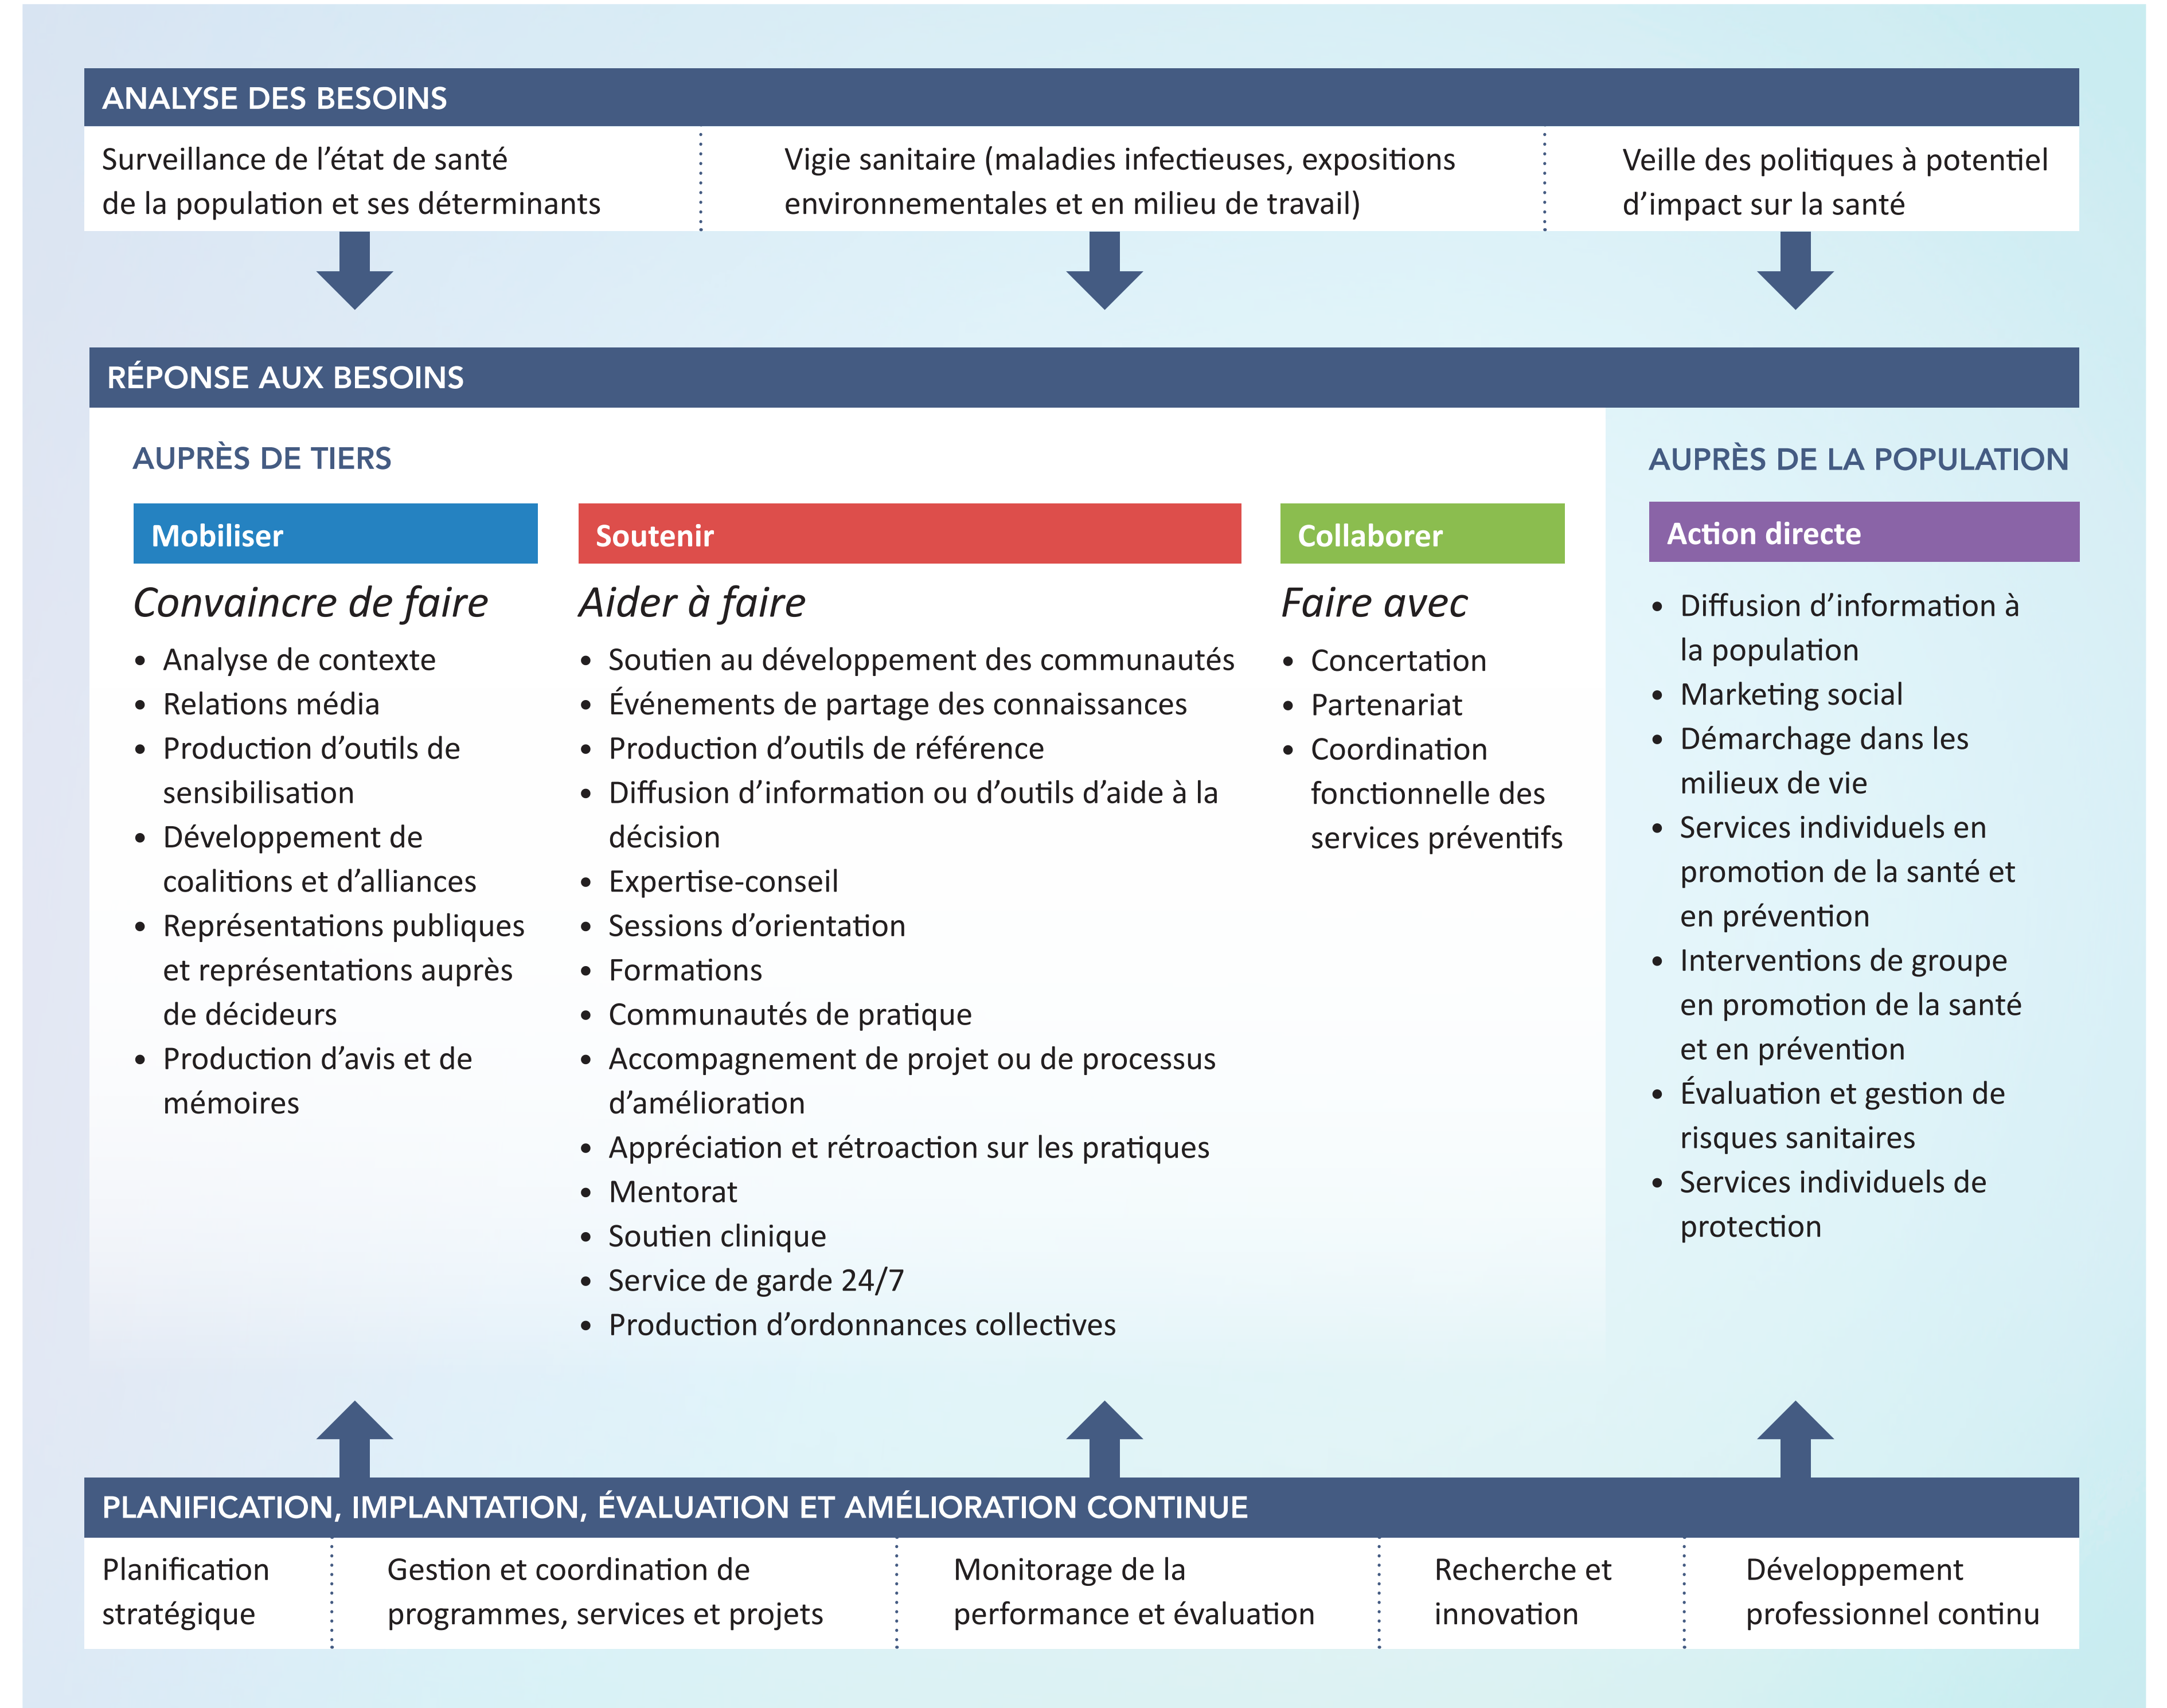 ANALYSE DES BESOINS
Surveillance de l’état de santé
de la population et ses déterminants
Vigie sanitaire (maladies infectieuses, expositions
environnementales et en milieu de travail)
Veille des politiques à potentiel
d’impact sur la santé
RÉPONSE AUX BESOINS
AUPRÈS DE TIERS
Mobiliser
Convaincre de faire
• Analyse de contexte
• Relations média
• Production d’outils de
sensibilisation
• Développement de
coalitions et d’alliances
• Représentations publiques
et représentations auprès
de décideurs
• Production d’avis et de
mémoires
Soutenir
Aider à faire
• Soutien au développement des communautés
• Événements de partage des connaissances
• Production d’outils de référence
• Diffusion d’information ou d’outils d’aide à la
décision
• Expertise-conseil
• Sessions d’orientation
• Formations
• Communautés de pratique
• Accompagnement de projet ou de processus
d’amélioration
• Appréciation et rétroaction sur les pratiques
• Mentorat
• Soutien clinique
• Service de garde 24/7
• Production d’ordonnances collectives
Collaborer
Faire avec
• Concertation
• Partenariat
• Coordination
fonctionnelle des
services préventifs
AUPRÈS DE LA POPULATION
Action directe
• Diffusion d’information à
la population
• Marketing social
• Démarchage dans les
milieux de vie
• Services individuels en
promotion de la santé et
en prévention
• Interventions de groupe
en promotion de la santé
et en prévention
• Évaluation et gestion de
risques sanitaires
• Services individuels de
protection
PLANIFICATION, IMPLANTATION, ÉVALUATION ET AMÉLIORATION CONTINUE
Planification
stratégique
Gestion et coordination de
programmes, services et projets
Monitorage de la
performance et évaluation
Recherche et
innovation
Développement
professionnel continu